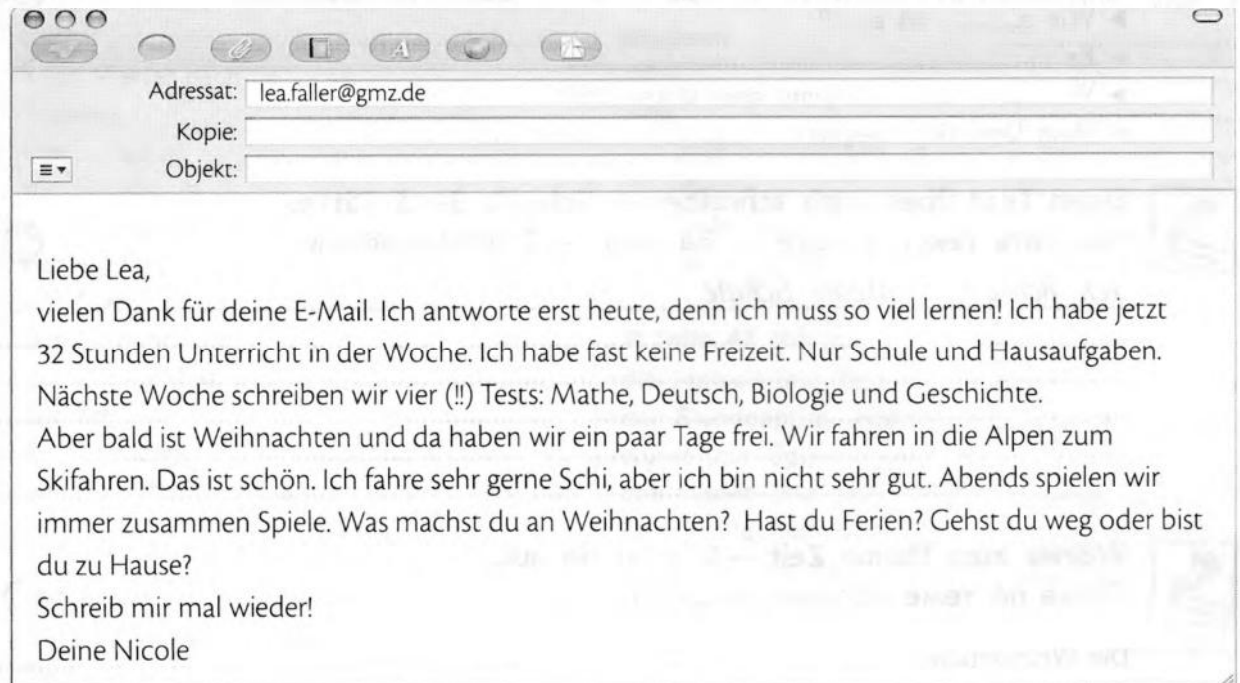 Adressat: lea.faller@gmz.de
Kopie:
Objekt:
Liebe Lea,
vielen Dank für deine E-Mail. Ich antworte erst heute, denn ich muss so viel lernen! Ich habe jetzt
32 Stunden Unterricht in der Woche. Ich habe fast keine Freizeit. Nur Schule und Hausaufgaben.
Nächste Woche schreiben wir vier (!!) Tests: Mathe, Deutsch, Biologie und Geschichte.
Aber bald ist Weihnachten und da haben wir ein paar Tage frei. Wir fahren in die Alpen zum
Skifahren. Das ist schön. Ich fahre sehr gerne Schi, aber ich bin nicht sehr gut. Abends spielen wir
immer zusammen Spiele. Was machst du an Weihnachten? Hast du Ferien? Gehst du weg oder bist
du zu Hause?
Schreib mir mal wieder!
Deine Nicole